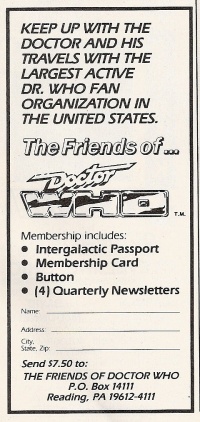 KEEP UP WITH THE
DOCTOR AND HIS
TRAVELS WITH THE
LARGEST ACTIVE
DR. WHO FAN
ORGANIZATION IN
THE UNITED STATES.
The Friends of ...
Doctor
WHO T.M.
Membership includes:
• Intergalactic Passport
• Membership Card
• Button
• (4) Quarterly Newsletters
Name:
Address:
City,
State, Zip:
Send $7.50 to:
THE FRIENDS OF DOCTOR WHO
P.O. Box 14111
Reading, PA 19612-4111